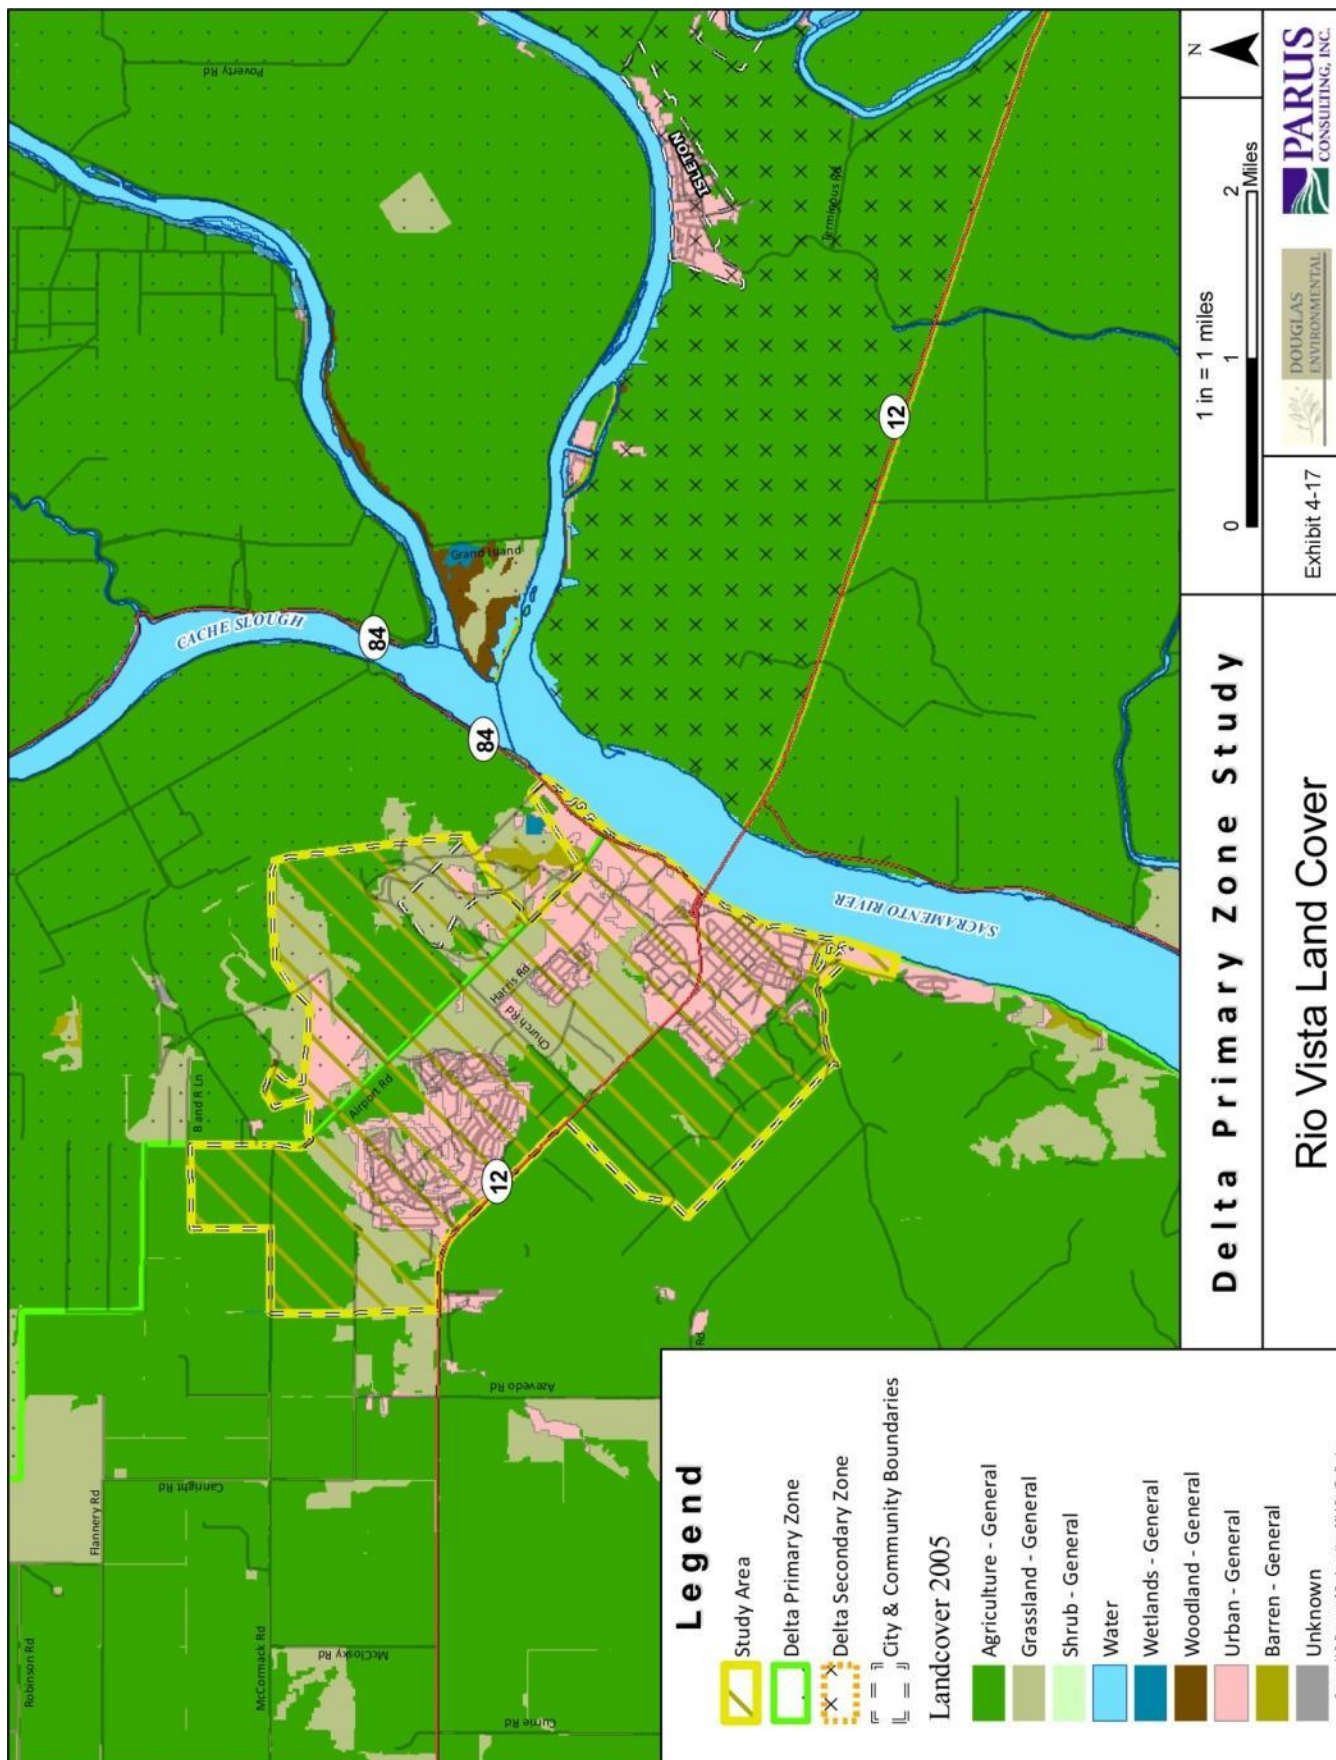 Poverty Rd
ISLETON
Terminous Rd
12
Grand Island
CACHE SLOUGH
84
84
SACRAMENTO RIVER
Harris Rd
Church Rd
Airport Rd
B and R Ln
12
Rd
Azevedo Rd
Canright Rd
Flannery Rd
McCormack Rd
McClosky Rd
Robinson Rd
Currie Rd
Legend
Study Area
Delta Primary Zone
Delta Secondary Zone
City & Community Boundaries
Landcover 2005
Agriculture - General
Grassland - General
Shrub - General
Water
Wetlands - General
Woodland - General
Urban - General
Barren - General
Unknown
Delta Primary Zone Study
Rio Vista Land Cover
1 in = 1 miles
0 1 2 Miles
N
Exhibit 4-17
DOUGLAS
ENVIRONMENTAL
PARUS
CONSULTING, INC.